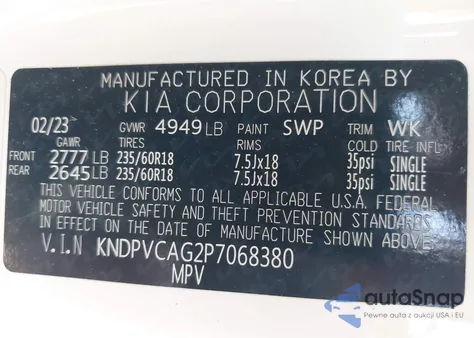 MANUFACTURED IN KOREA BY
KIA CORPORATION
02/23 GVWR 4949 LB PAINT SWP TRIM WK
GAWR TIRES RIMS COLD TIRE INFL.
FRONT 2777 LB 235/60R18 7.5Jx18 35psi SINGLE
REAR 2645 LB 235/60R18 7.5Jx18 35psi SINGLE
THIS VEHICLE CONFORMS TO ALL APPLICABLE U.S.A. FEDERAL
MOTOR VEHICLE SAFETY AND THEFT PREVENTION STANDARDS
IN EFFECT ON THE DATE OF MANUFACTURE SHOWN ABOVE.
V.I.N KNDPVCAG2P7068380
MPV
autaSnap
Pewne auta z aukcji USA i EU